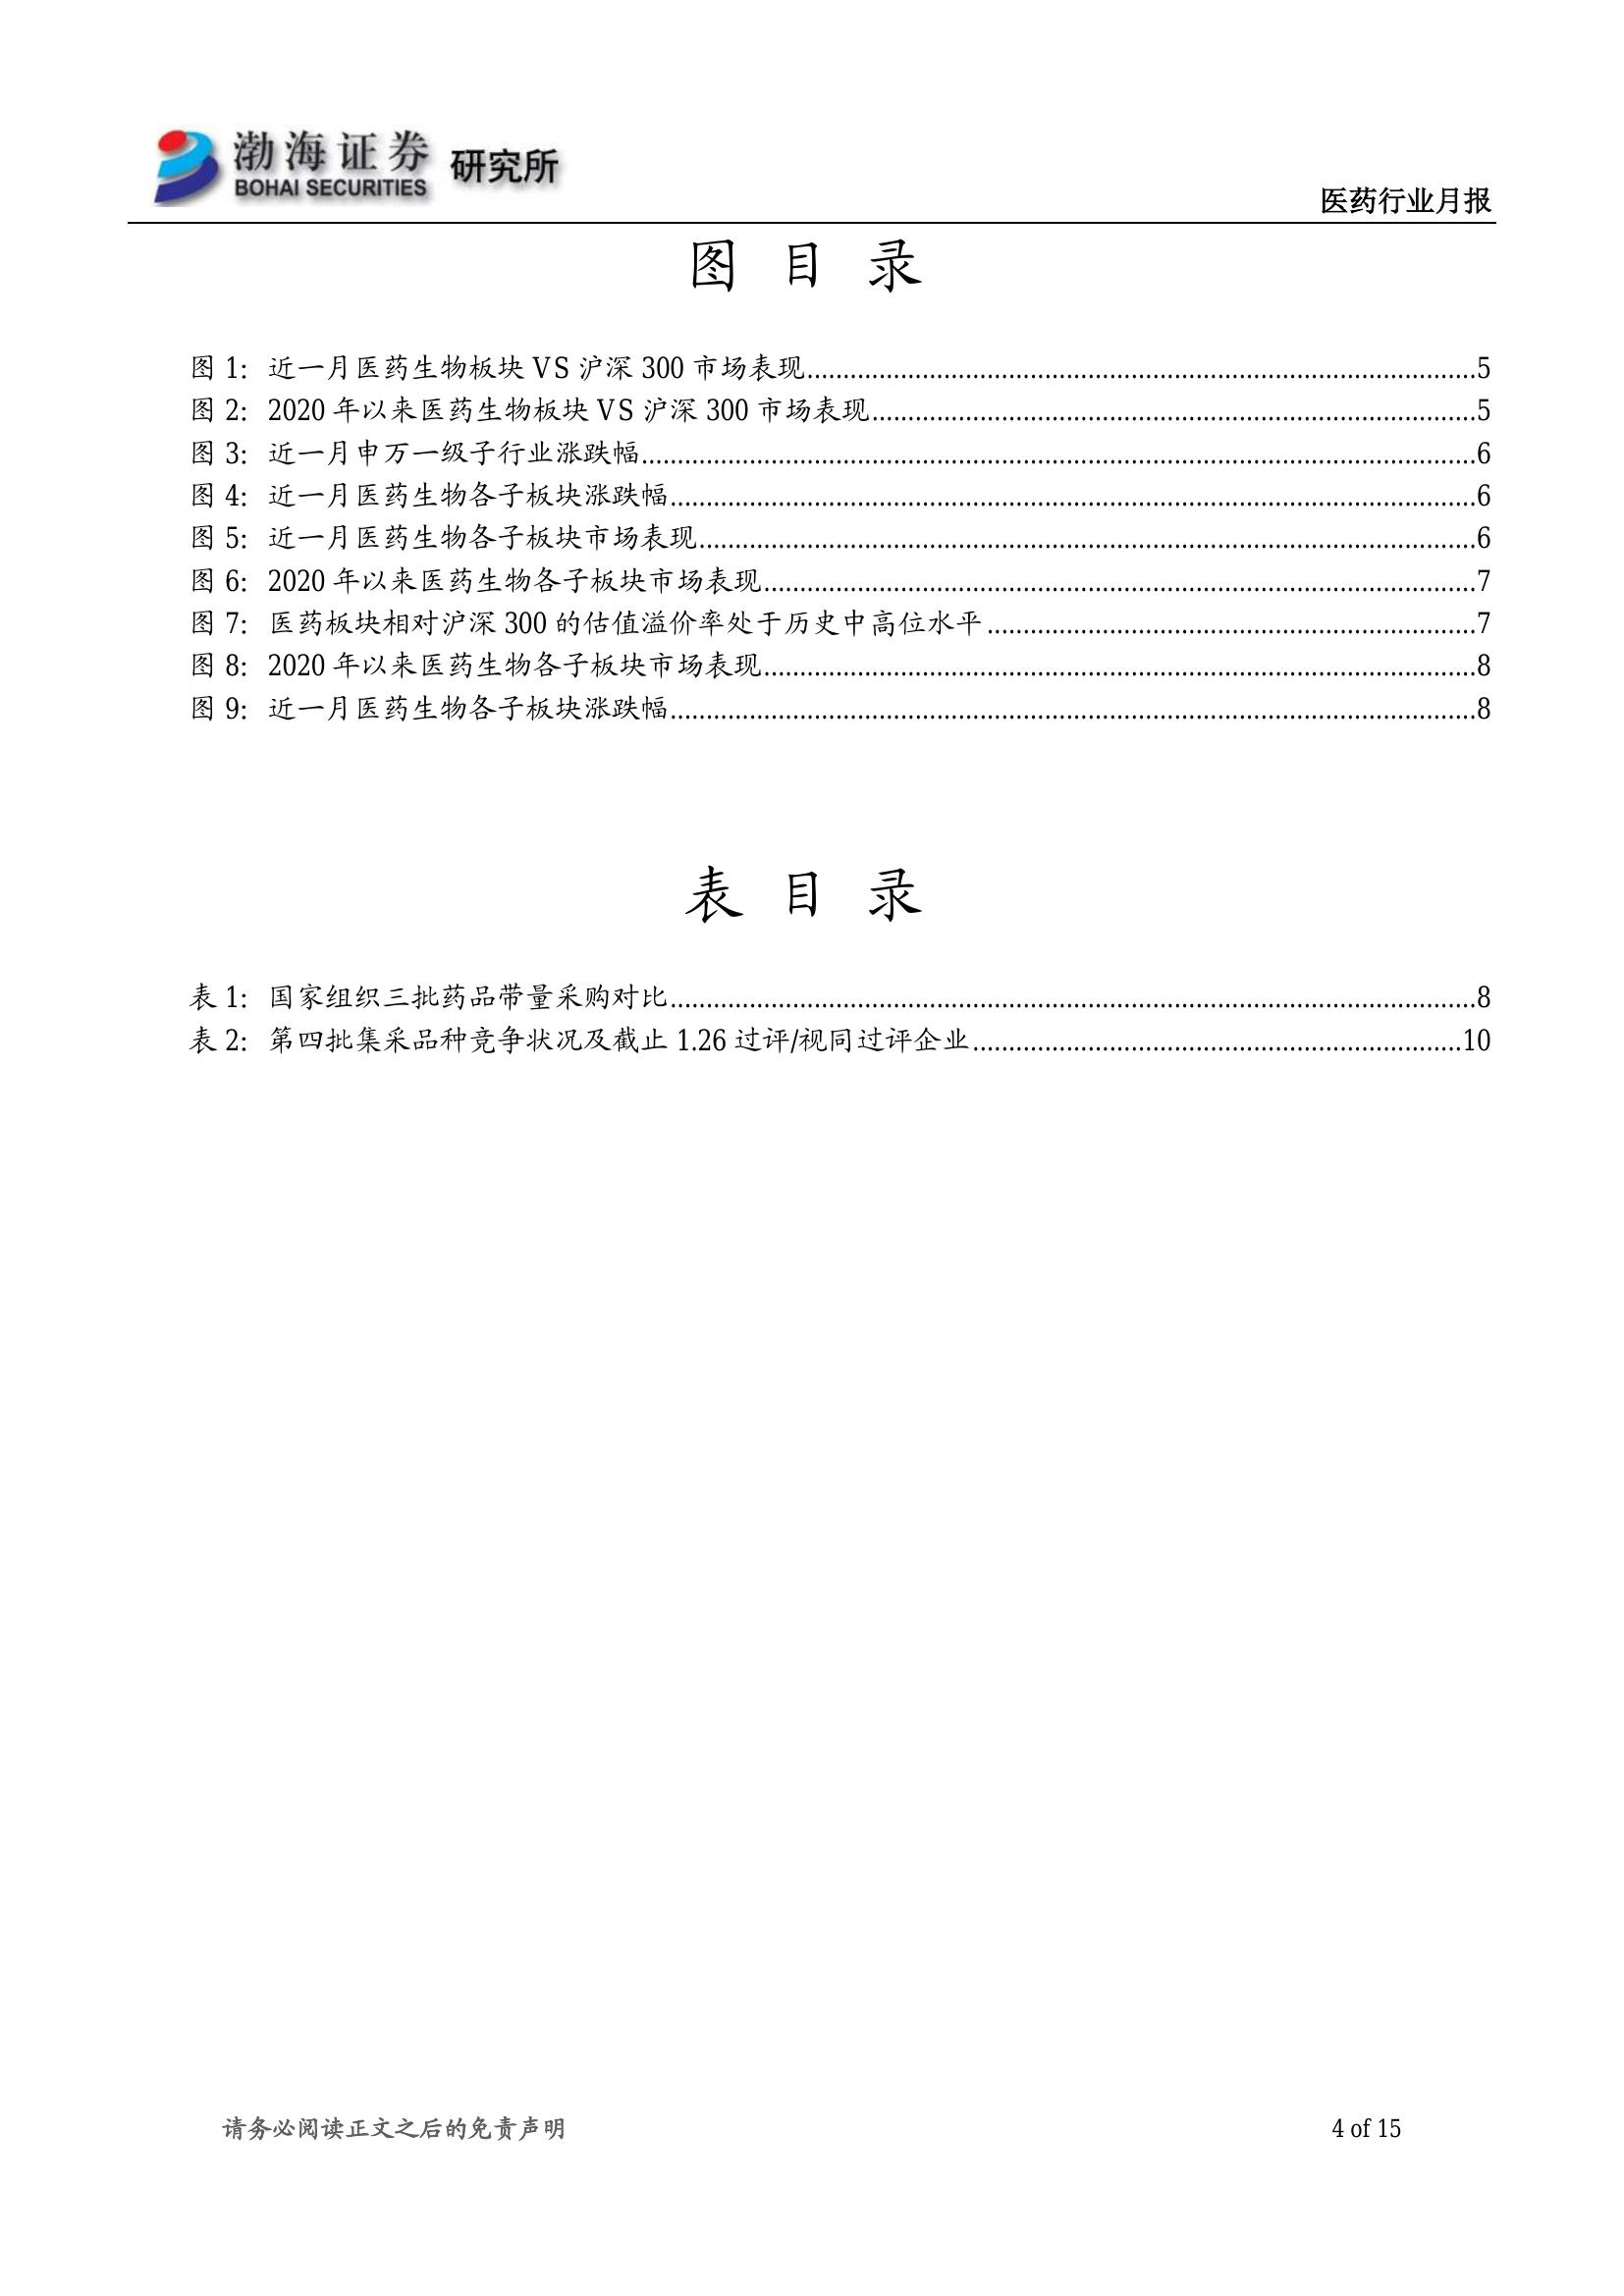 渤海证券 研究所
BOHAI SECURITIES
医药行业月报
图 目 录
图 1: 近一月医药生物板块 VS 沪深 300 市场表现.....5
图 2: 2020 年以来医药生物板块 VS 沪深 300 市场表现.....5
图 3: 近一月申万一级子行业涨跌幅.....6
图 4: 近一月医药生物各子板块涨跌幅.....6
图 5: 近一月医药生物各子板块市场表现.....6
图 6: 2020 年以来医药生物各子板块市场表现.....7
图 7: 医药板块相对沪深 300 的估值溢价率处于历史中高位水平.....7
图 8: 2020 年以来医药生物各子板块市场表现.....8
图 9: 近一月医药生物各子板块涨跌幅.....8
表 目 录
表 1: 国家组织三批药品带量采购对比.....8
表 2: 第四批集采品种竞争状况及截止 1.26 过评/视同过评企业.....10
请务必阅读正文之后的免责声明
4 of 15